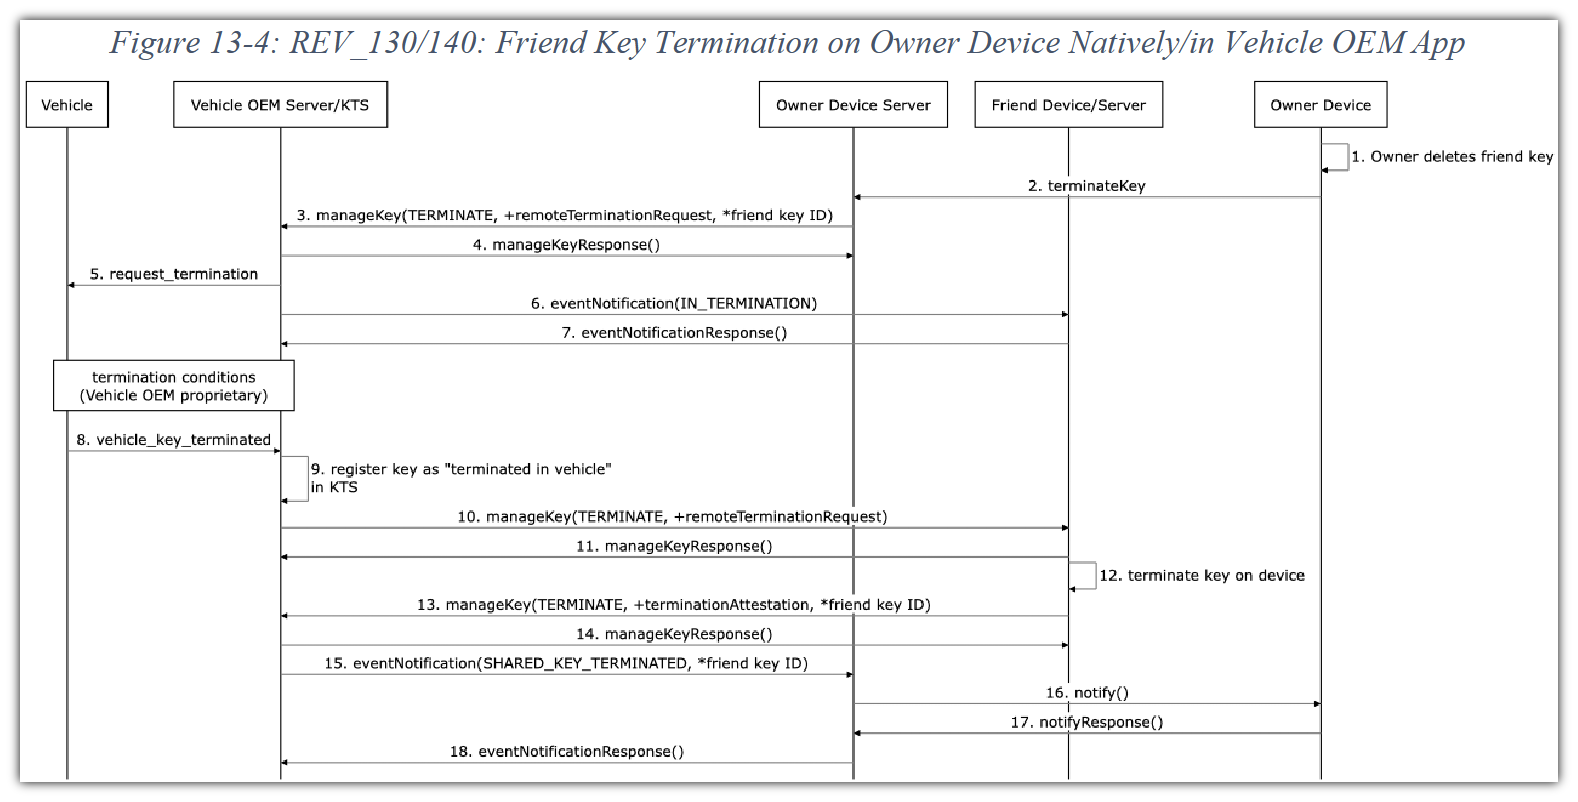 Figure 13-4: REV_130/140: Friend Key Termination on Owner Device Natively/in Vehicle OEM App
Vehicle
Vehicle OEM Server/KTS
Owner Device Server
Friend Device/Server
Owner Device
1. Owner deletes friend key
2. terminateKey
3. manageKey(TERMINATE, +remoteTerminationRequest, *friend key ID)
4. manageKeyResponse()
5. request_termination
6. eventNotification(IN_TERMINATION)
7. eventNotificationResponse()
termination conditions
(Vehicle OEM proprietary)
8. vehicle_key_terminated
9. register key as "terminated in vehicle"
in KTS
10. manageKey(TERMINATE, +remoteTerminationRequest)
11. manageKeyResponse()
12. terminate key on device
13. manageKey(TERMINATE, +terminationAttestation, *friend key ID)
14. manageKeyResponse()
15. eventNotification(SHARED_KEY_TERMINATED, *friend key ID)
16. notify()
17. notifyResponse()
18. eventNotificationResponse()